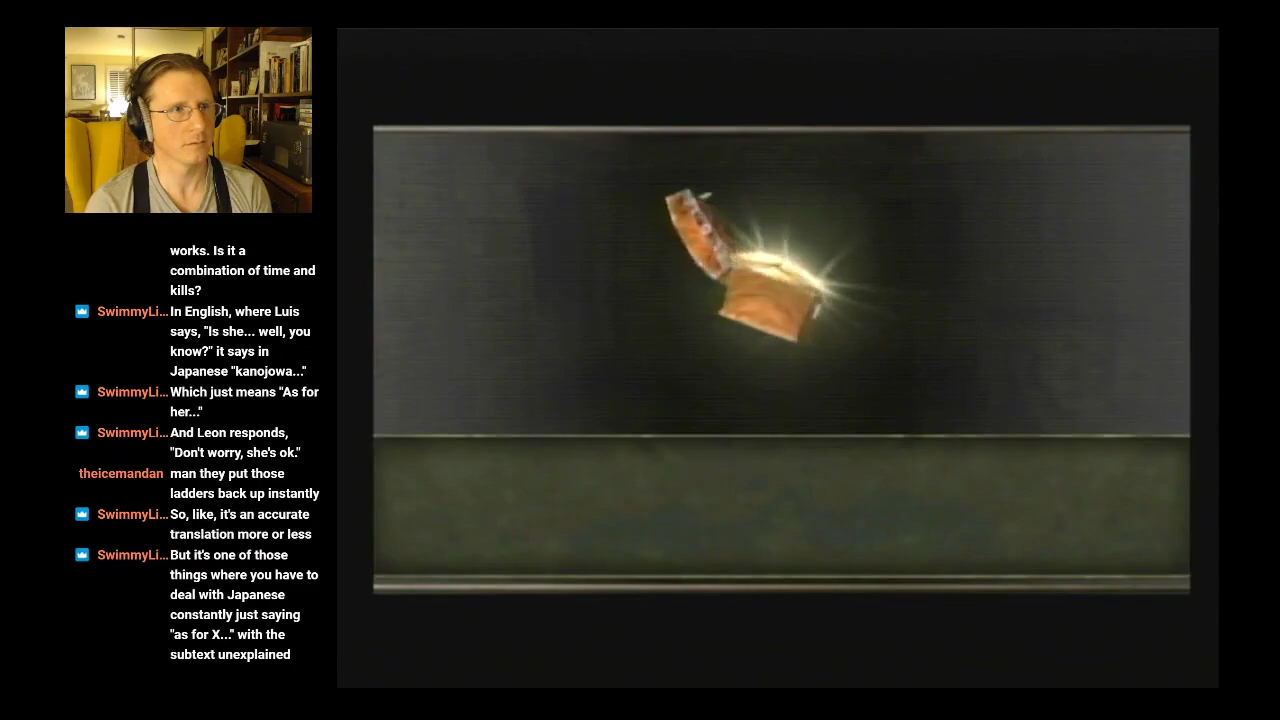 works. Is it a
combination of time and
kills?
SwimmyLi... In English, where Luis
says, "Is she... well, you
know?" it says in
Japanese "kanojowa..."
SwimmyLi... Which just means "As for
her..."
SwimmyLi... And Leon responds,
"Don't worry, she's ok."
theicemandan man they put those
ladders back up instantly
SwimmyLi... So, like, it's an accurate
translation more or less
SwimmyLi... But it's one of those
things where you have to
deal with Japanese
constantly just saying
"as for X..." with the
subtext unexplained